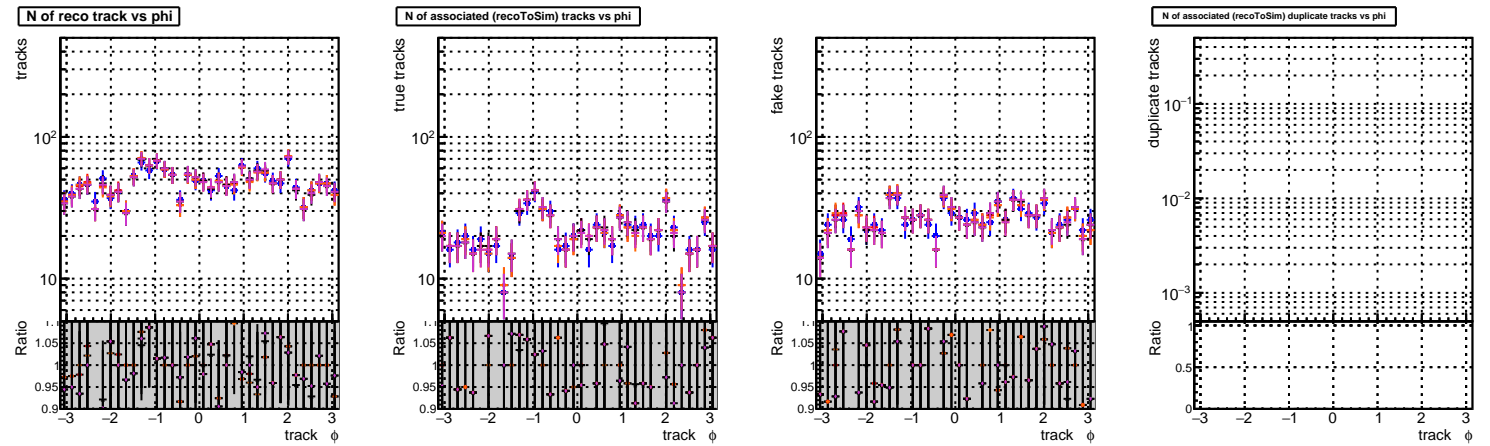 N of reco track vs phi
tracks
10²
10
Ratio
1.05
1
0.95
0.9
−3 −2 −1 0 1 2 3
track ϕ
N of associated (recoToSim) tracks vs phi
true tracks
10²
10
Ratio
1.05
1
0.95
0.9
−3 −2 −1 0 1 2 3
track ϕ
fake tracks
10²
10
Ratio
1.05
1
0.95
0.9
−3 −2 −1 0 1 2 3
track ϕ
N of associated (recoToSim) duplicate tracks vs phi
duplicate tracks
10⁻¹
10⁻²
10⁻³
Ratio
1
0.5
0
−3 −2 −1 0 1 2 3
track ϕ